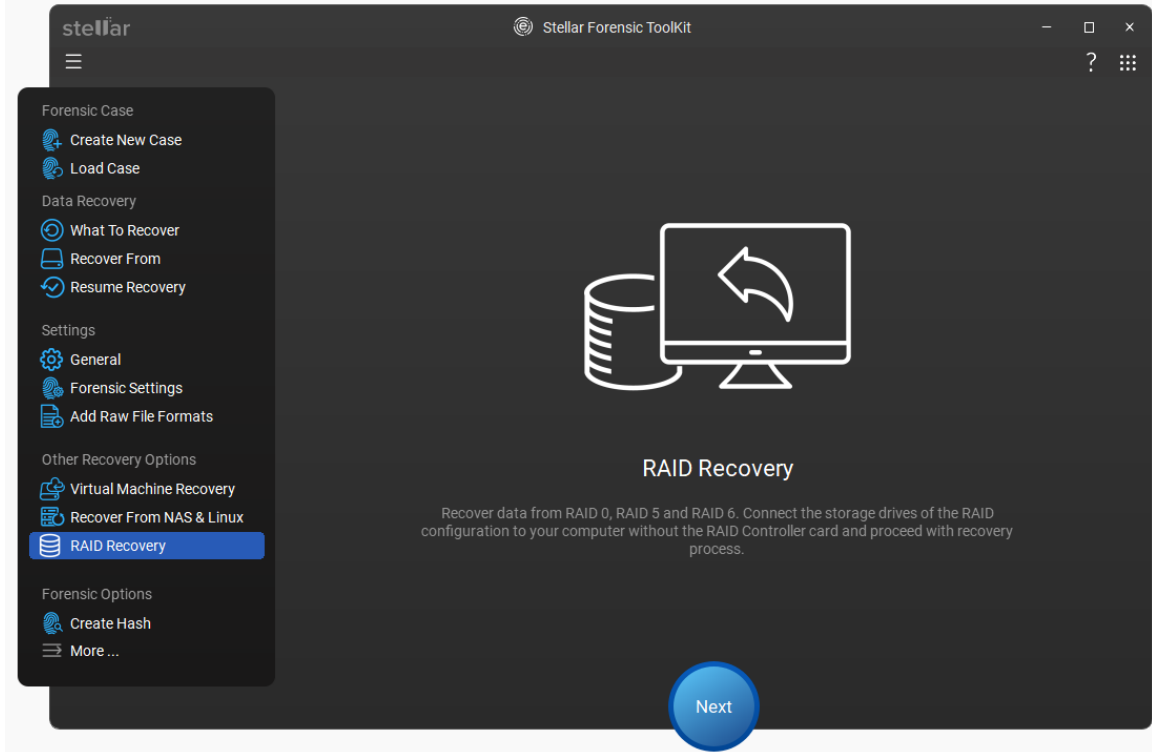 stellar
Stellar Forensic ToolKit
?
Forensic Case
Create New Case
Load Case
Data Recovery
What To Recover
Recover From
Resume Recovery
Settings
General
Forensic Settings
Add Raw File Formats
Other Recovery Options
Virtual Machine Recovery
Recover From NAS & Linux
RAID Recovery
Forensic Options
Create Hash
More ...
RAID Recovery
Recover data from RAID 0, RAID 5 and RAID 6. Connect the storage drives of the RAID
configuration to your computer without the RAID Controller card and proceed with recovery
process.
Next